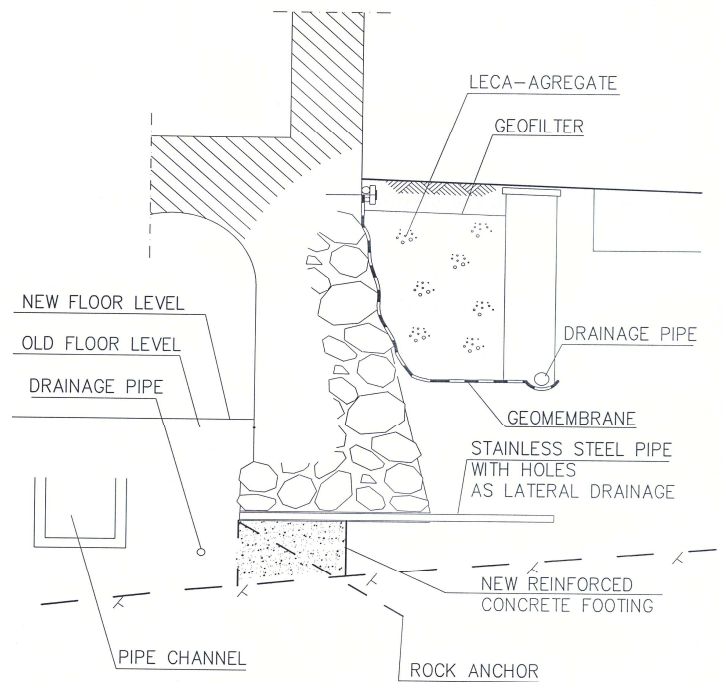 LECA-AGREGATE
GEOFILTER
NEW FLOOR LEVEL
OLD FLOOR LEVEL
DRAINAGE PIPE
DRAINAGE PIPE
GEOMEMBRANE
STAINLESS STEEL PIPE
WITH HOLES
AS LATERAL DRAINAGE
NEW REINFORCED
CONCRETE FOOTING
PIPE CHANNEL
ROCK ANCHOR